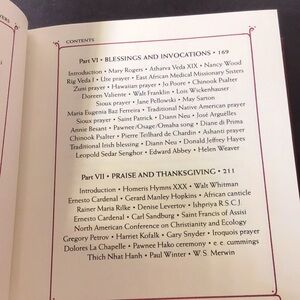 CONTENTS
Part VI • BLESSINGS AND INVOCATIONS • 169
Introduction • Mary Rogers • Atharva Veda XIX • Nancy Wood
Rig Veda I • Ute prayer • East African Medical Missionary Sisters
Zuni prayer • Hawaiian prayer • Jo Poore • Chinook Psalter
Doreen Valiente • Walt Franklin • Lois Wickenhauser
Sioux prayer • Jane Pellowski • May Sarton
Maria Eugenia Baz Ferreira • Traditional Native American prayer
Sioux prayer • Saint Patrick • Diann Neu • José Arguelles
Annie Besant • Pawnee/Osage/Omaha song • Diane di Prima
Chinook Psalter • Pierre Teilhard de Chardin • Ashanti prayer
Traditional Irish blessing • Diann Neu • Donald Jeffrey Hayes
Leopold Sedar Senghor • Edward Abbey • Helen Weaver
Part VII • PRAISE AND THANKSGIVING • 211
Introduction • Homeric Hymns XXX • Walt Whitman
Ernesto Cardenal • Gerard Manley Hopkins • African canticle
Rainer Maria Rilke • Denise Levertov • Ishpriya R.S.C.J.
Ernesto Cardenal • Carl Sandburg • Saint Francis of Assisi
North American Conference on Christianity and Ecology
Gregory Petrov • Harriet Kofalk • Gary Snyder • Iroquois prayer
Dolores La Chapelle • Pawnee Hako ceremony • e. e. cummings
Thich Nhat Hanh • Paul Winter • W. S. Merwin